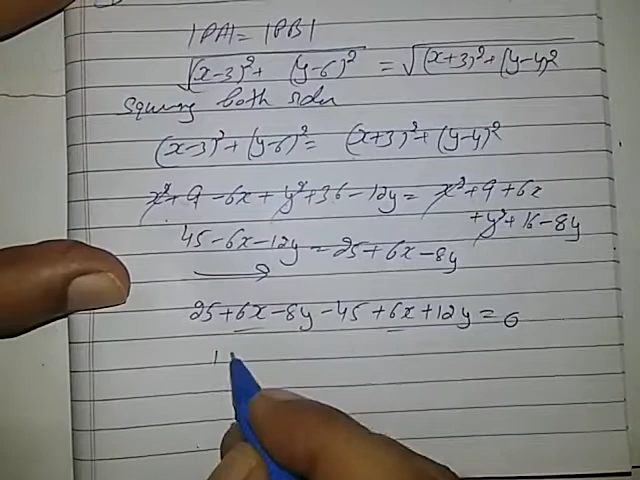 |PA| = |PB|
√(x-3)²+ (y-6)² = √(x+3)²+(y-4)²
Squaring both sides
(x-3)²+(y-6)²= (x+3)²+(y-4)²
x²+9-6x+y²+36-12y= x²+9+6x
+y²+16-8y
45-6x-12y=25+6x-8y
25+6x-8y-45+6x+12y=0
1